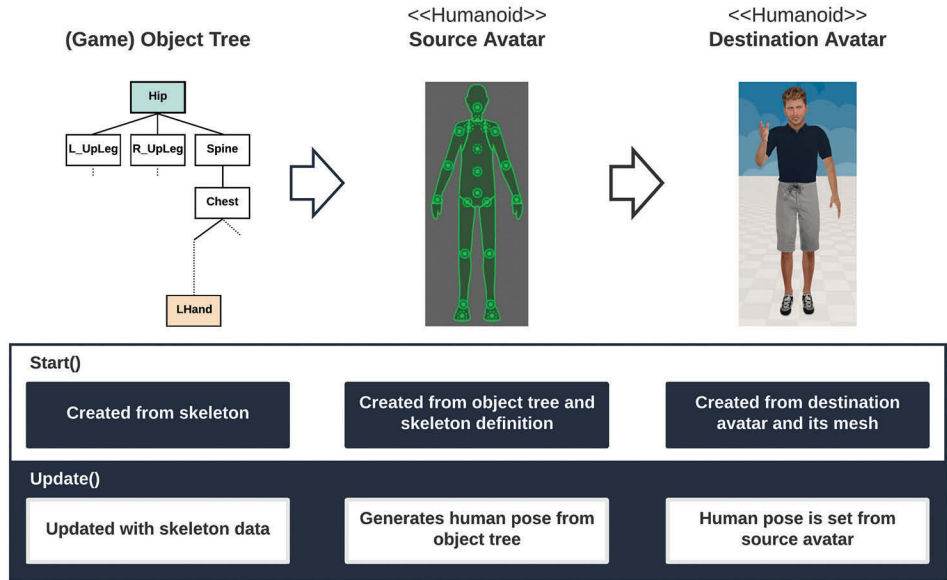 (Game) Object Tree
<<Humanoid>>
Source Avatar
<<Humanoid>>
Destination Avatar
Hip
L_UpLeg
R_UpLeg
Spine
Chest
LHand
Start()
Created from skeleton
Created from object tree and
skeleton definition
Created from destination
avatar and its mesh
Update()
Updated with skeleton data
Generates human pose from
object tree
Human pose is set from
source avatar